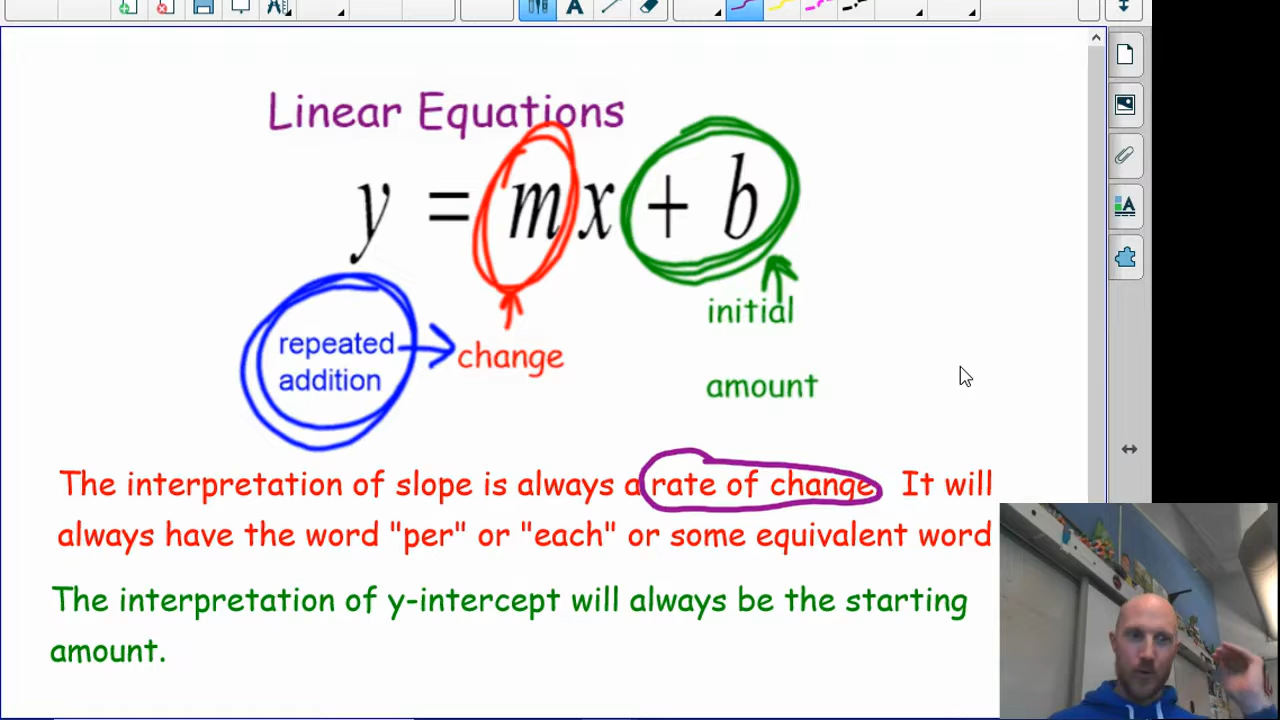 Linear Equations
y = mx + b
initial
repeated
change
addition
amount
The interpretation of slope is always a rate of change. It will
always have the word "per" or "each" or some equivalent word
The interpretation of y-intercept will always be the starting
amount.